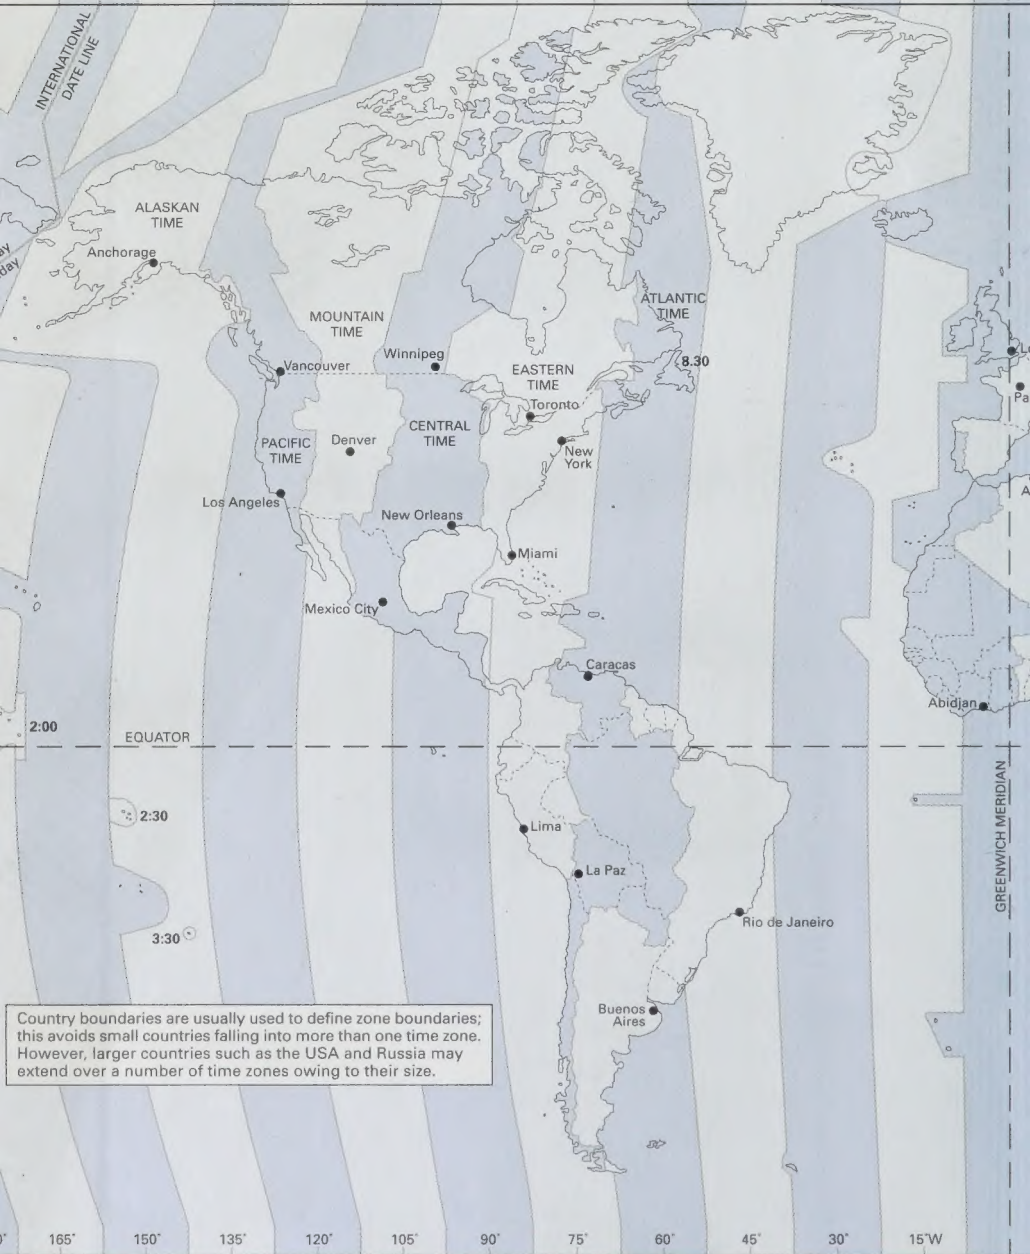 INTERNATIONAL
DATE LINE
ALASKAN
TIME
Anchorage
MOUNTAIN
TIME
ATLANTIC
TIME
Vancouver
Winnipeg
8.30
EASTERN
TIME
Toronto
PACIFIC
TIME
Denver
CENTRAL
TIME
New
York
Los Angeles
New Orleans
Miami
Mexico City
Caracas
Abidjan
2:00
EQUATOR
2:30
Lima
La Paz
GREENWICH MERIDIAN
3:30
Rio de Janeiro
Buenos
Aires
Country boundaries are usually used to define zone boundaries;
this avoids small countries falling into more than one time zone.
However, larger countries such as the USA and Russia may
extend over a number of time zones owing to their size.
165° 150° 135° 120° 105° 90° 75° 60° 45° 30° 15°W